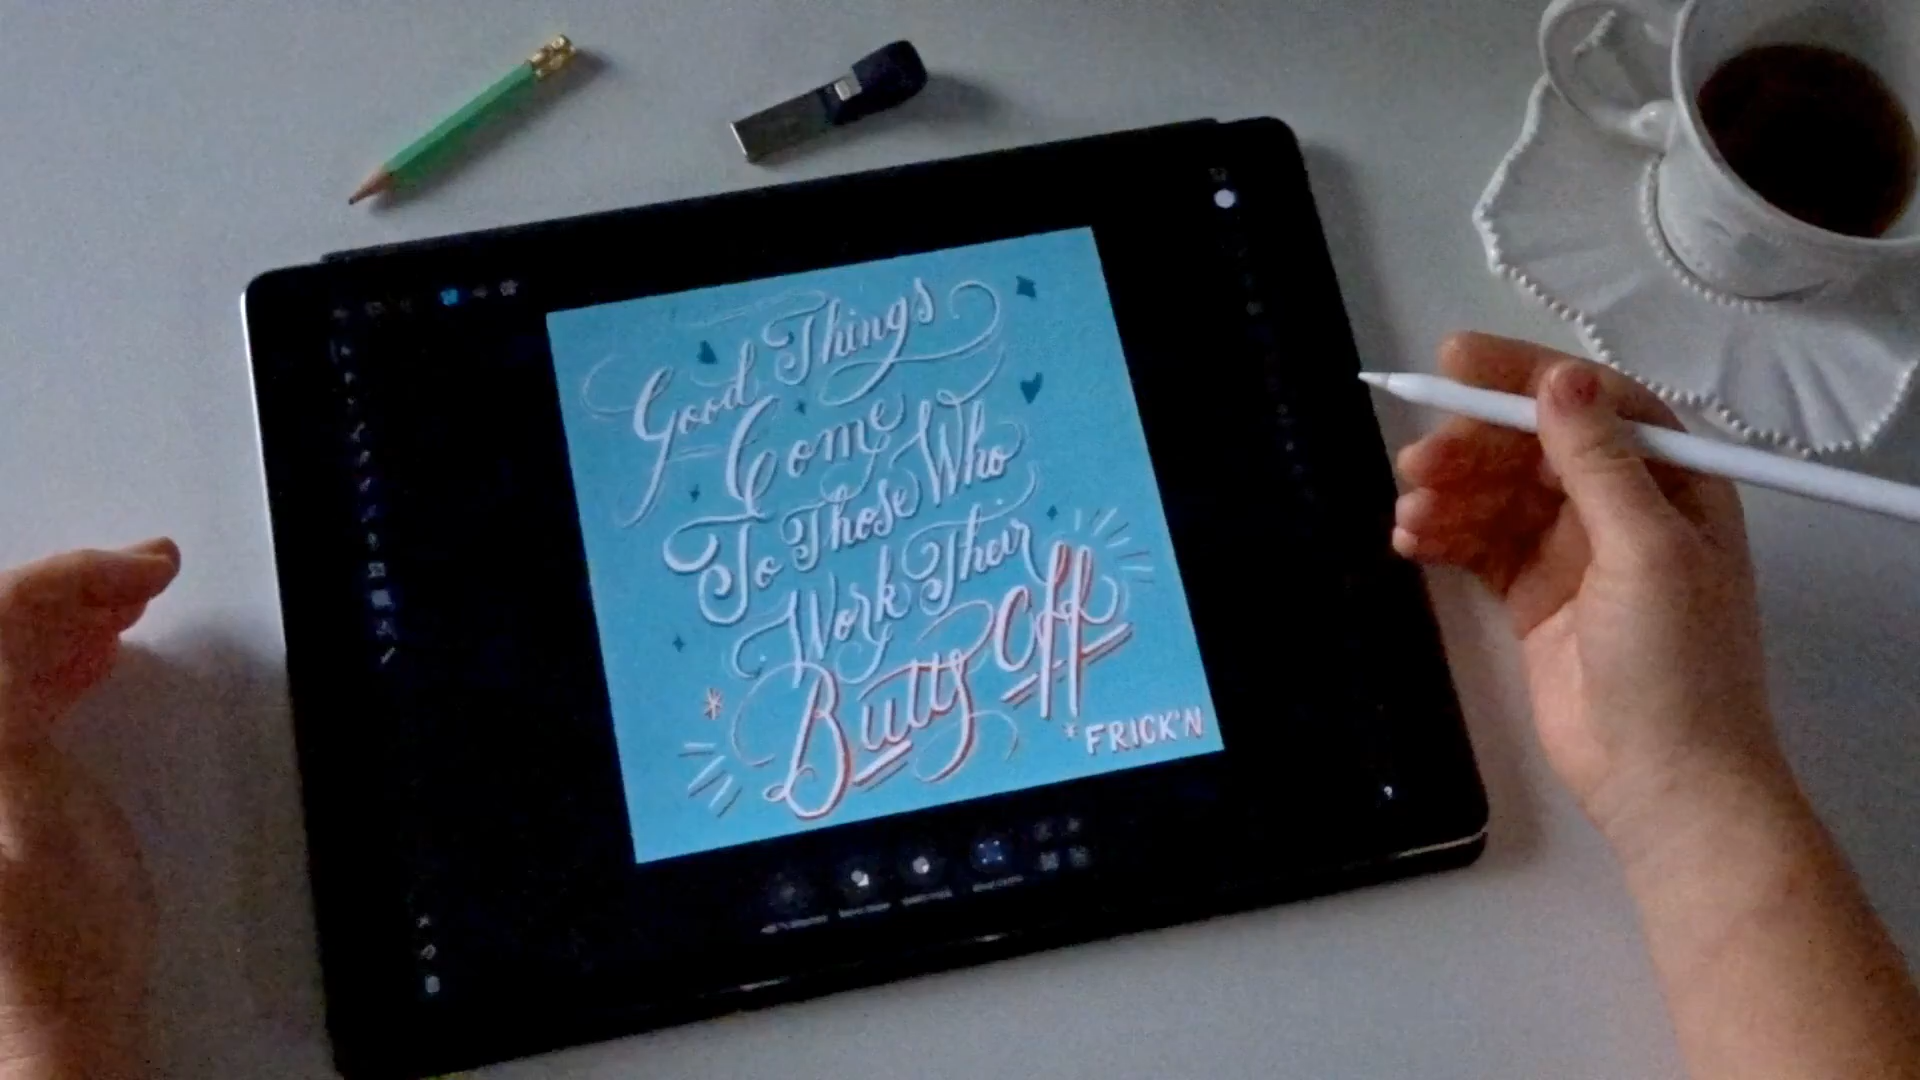 Good Things
Come
To Those Who
Work Their
* Butts Off
* FRICK'N